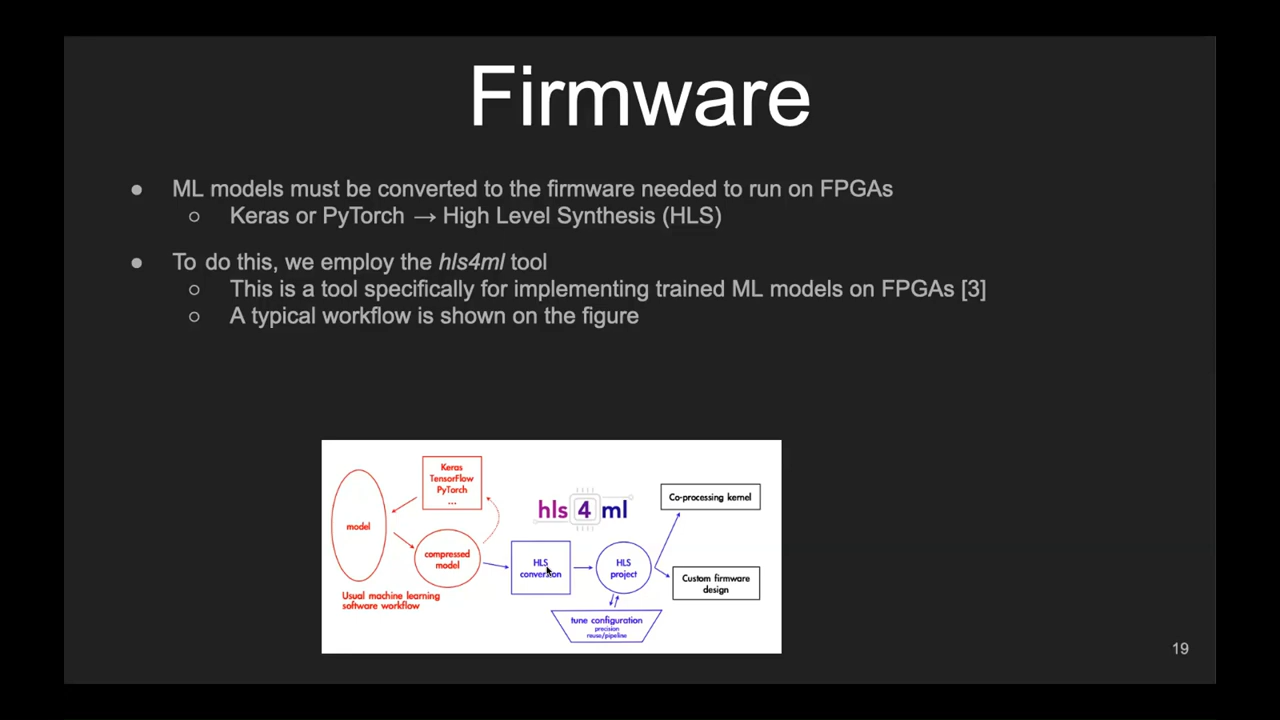 Firmware
● ML models must be converted to the firmware needed to run on FPGAs
○ Keras or PyTorch → High Level Synthesis (HLS)
● To do this, we employ the hls4ml tool
○ This is a tool specifically for implementing trained ML models on FPGAs [3]
○ A typical workflow is shown on the figure
Keras
TensorFlow
PyTorch
...
model
compressed
model
Usual machine learning
software workflow
hls 4 ml
HLS
conversion
HLS
project
tune configuration
precision
reuse/pipeline
Co-processing kernel
Custom firmware
design
19